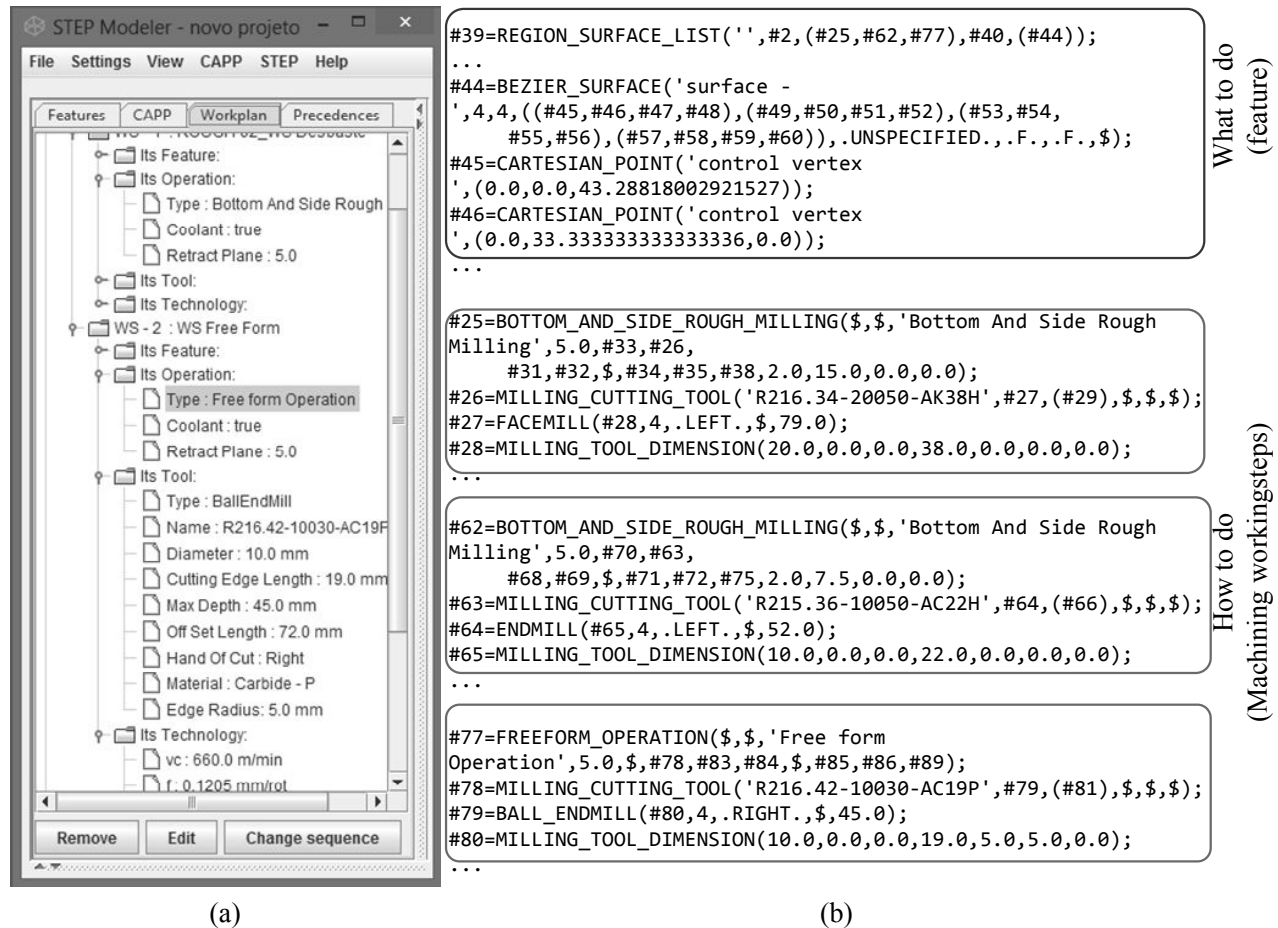 STEP Modeler - novo projeto
File Settings View CAPP STEP Help
Features CAPP Workplan Precedences
Its Feature:
Its Operation:
Type : Bottom And Side Rough
Coolant : true
Retract Plane : 5.0
Its Tool:
Its Technology:
WS - 2 : WS Free Form
Its Feature:
Its Operation:
Type : Free form Operation
Coolant : true
Retract Plane : 5.0
Its Tool:
Type : BallEndMill
Name : R216.42-10030-AC19P
Diameter : 10.0 mm
Cutting Edge Length : 19.0 mm
Max Depth : 45.0 mm
Off Set Length : 72.0 mm
Hand Of Cut : Right
Material : Carbide - P
Edge Radius: 5.0 mm
Its Technology:
vc : 660.0 m/min
f : 0.1205 mm/rot
Remove Edit Change sequence
(a)
#39=REGION_SURFACE_LIST('',#2,(#25,#62,#77),#40,(#44));
...
#44=BEZIER_SURFACE('surface -
',4,4,((#45,#46,#47,#48),(#49,#50,#51,#52),(#53,#54,
#55,#56),(#57,#58,#59,#60)),.UNSPECIFIED.,.F.,.F.,$);
#45=CARTESIAN_POINT('control vertex
',(0.0,0.0,43.28818002921527));
#46=CARTESIAN_POINT('control vertex
',(0.0,33.333333333333336,0.0));
...
What to do
(feature)
#25=BOTTOM_AND_SIDE_ROUGH_MILLING($,$,'Bottom And Side Rough
Milling',5.0,#33,#26,
#31,#32,$,#34,#35,#38,2.0,15.0,0.0,0.0);
#26=MILLING_CUTTING_TOOL('R216.34-20050-AK38H',#27,(#29),$,$,$);
#27=FACEMILL(#28,4,.LEFT.,$,79.0);
#28=MILLING_TOOL_DIMENSION(20.0,0.0,0.0,38.0,0.0,0.0,0.0);
...
#62=BOTTOM_AND_SIDE_ROUGH_MILLING($,$,'Bottom And Side Rough
Milling',5.0,#70,#63,
#68,#69,$,#71,#72,#75,2.0,7.5,0.0,0.0);
#63=MILLING_CUTTING_TOOL('R215.36-10050-AC22H',#64,(#66),$,$,$);
#64=ENDMILL(#65,4,.LEFT.,$,52.0);
#65=MILLING_TOOL_DIMENSION(10.0,0.0,0.0,22.0,0.0,0.0,0.0);
...
#77=FREEFORM_OPERATION($,$,'Free form
Operation',5.0,$,#78,#83,#84,$,#85,#86,#89);
#78=MILLING_CUTTING_TOOL('R216.42-10030-AC19P',#79,(#81),$,$,$);
#79=BALL_ENDMILL(#80,4,.RIGHT.,$,45.0);
#80=MILLING_TOOL_DIMENSION(10.0,0.0,0.0,19.0,5.0,5.0,0.0);
...
How to do
(Machining workingsteps)
(b)